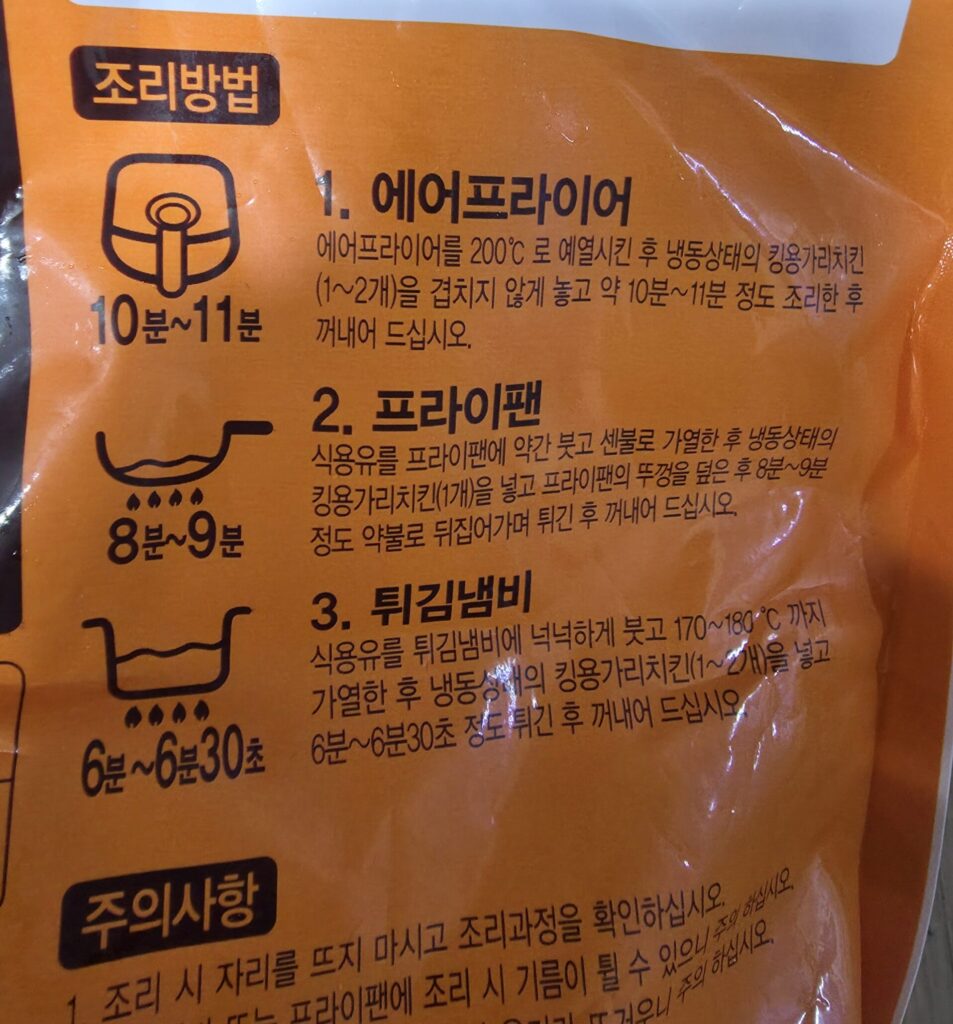 조리방법
10분~11분
1. 에어프라이어
에어프라이어를 200℃ 로 예열시킨 후 냉동상태의 킹용가리치킨
(1~2개)을 겹치지 않게 놓고 약 10분~11분 정도 조리한 후
꺼내어 드십시오.
8분~9분
2. 프라이팬
식용유를 프라이팬에 약간 붓고 센불로 가열한 후 냉동상태의
킹용가리치킨(1개)을 넣고 프라이팬의 뚜껑을 덮은 후 8분~9분
정도 약불로 뒤집어가며 튀긴 후 꺼내어 드십시오.
6분~6분30초
3. 튀김냄비
식용유를 튀김냄비에 넉넉하게 붓고 170~180 ℃ 까지
가열한 후 냉동상태의 킹용가리치킨(1~2개)을 넣고
6분~6분30초 정도 튀긴 후 꺼내어 드십시오.
주의사항
1. 조리 시 자리를 뜨지 마시고 조리과정을 확인하십시오.
또는 프라이팬에 조리 시 기름이 튈 수 있으니 주의 하십시오.
뜨거우니 주의 하십시오.